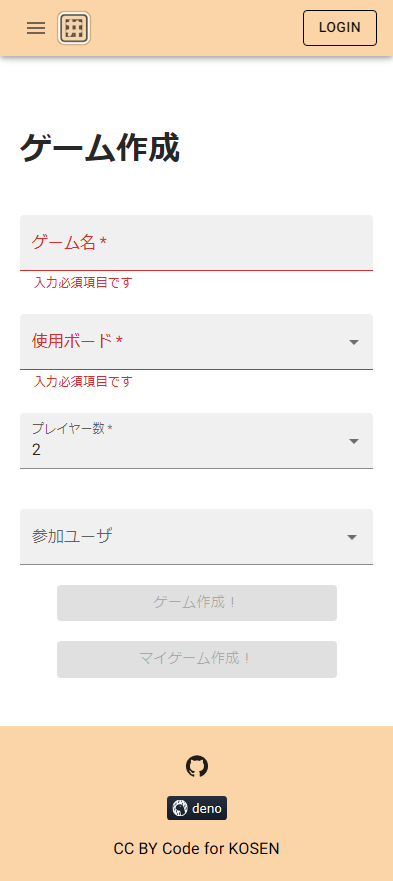 LOGIN
ゲーム作成
ゲーム名 *
入力必須項目です
使用ボード *
入力必須項目です
プレイヤー数 *
2
参加ユーザ
ゲーム作成！
マイゲーム作成！
deno
CC BY Code for KOSEN